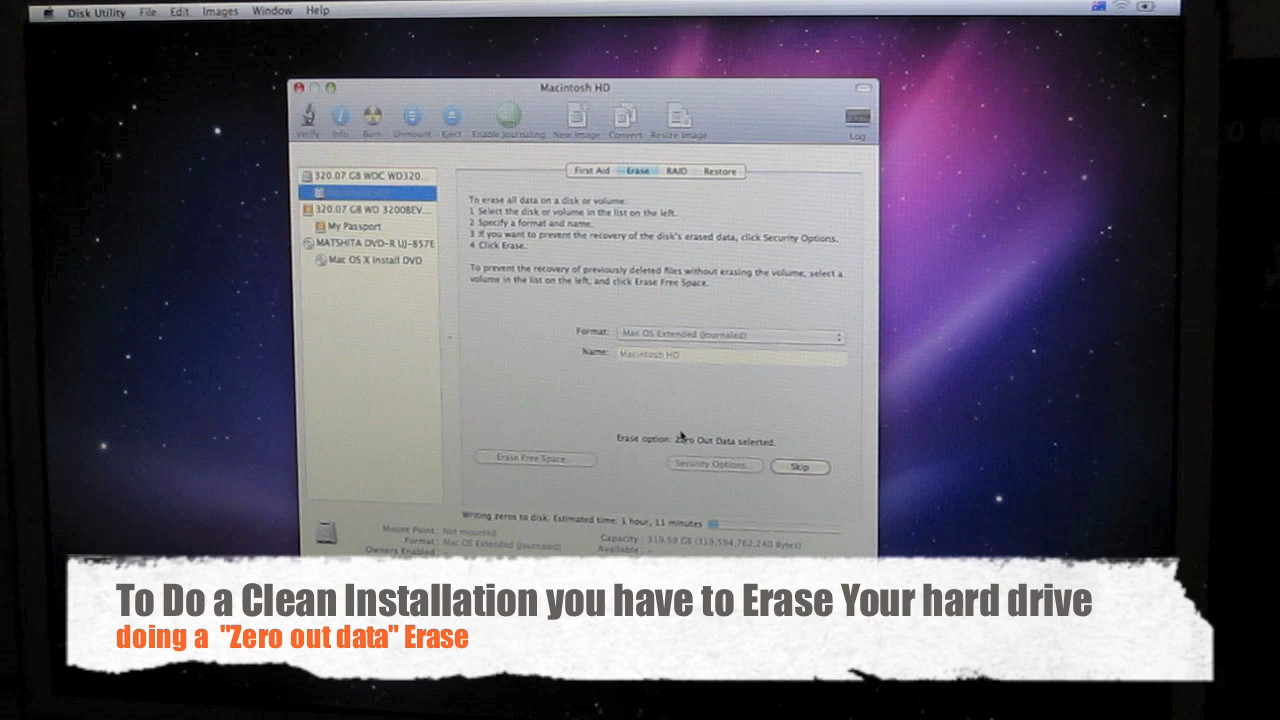 Disk Utility File Edit Images Window Help
Macintosh HD
Verify Info Burn Unmount Eject Enable Journaling New Image Convert Resize Image Log
320.07 GB WDC WD320...
320.07 GB WD 3200BEV...
My Passport
MATSHITA DVD-R UJ-857E
Mac OS X Install DVD
First Aid Erase RAID Restore
To erase all data on a disk or volume:
1 Select the disk or volume in the list on the left.
2 Specify a format and name.
3 If you want to prevent the recovery of the disk's erased data, click Security Options.
4 Click Erase.
To prevent the recovery of previously deleted files without erasing the volume, select a
volume in the list on the left, and click Erase Free Space.
Format: Mac OS Extended (Journaled)
Name: Macintosh HD
Erase option: Zero Out Data selected.
Erase Free Space... Security Options... Skip
Writing zeros to disk. Estimated time: 1 hour, 11 minutes
Mount Point : Not mounted
Format : Mac OS Extended (Journaled)
Owners Enabled :
Capacity : 319.59 GB (319,594,762,240 Bytes)
Available : -
To Do a Clean Installation you have to Erase Your hard drive
doing a "Zero out data" Erase